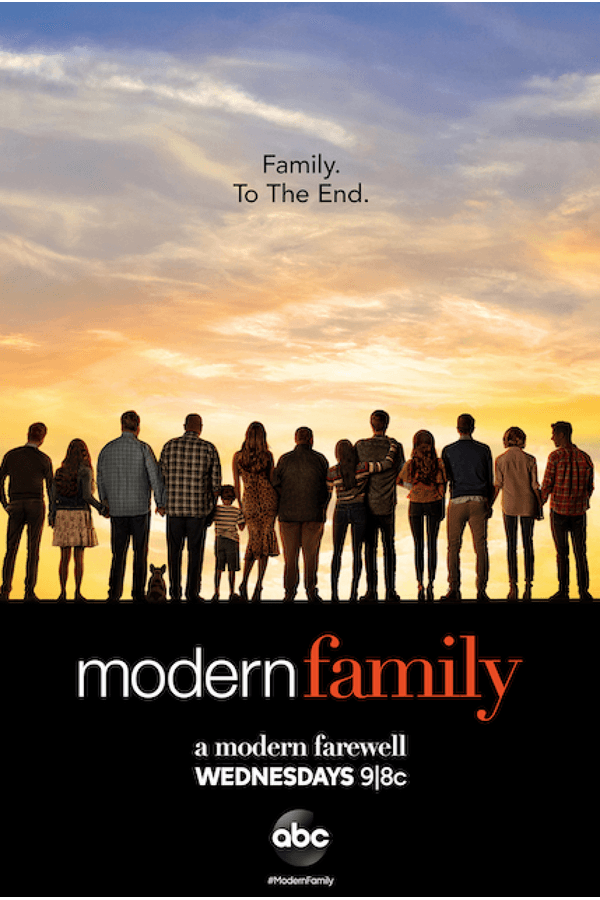 Family.
To The End.
modern family
a modern farewell
WEDNESDAYS 9|8c
abc
#ModernFamily